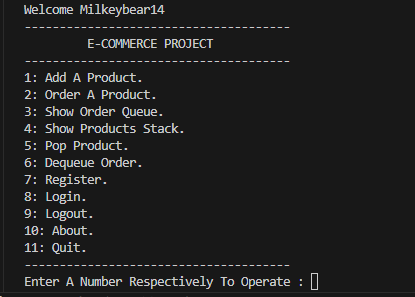 Welcome Milkeybear14
--------------------------------------
E-COMMERCE PROJECT
--------------------------------------
1: Add A Product.
2: Order A Product.
3: Show Order Queue.
4: Show Products Stack.
5: Pop Product.
6: Dequeue Order.
7: Register.
8: Login.
9: Logout.
10: About.
11: Quit.
--------------------------------------
Enter A Number Respectively To Operate :